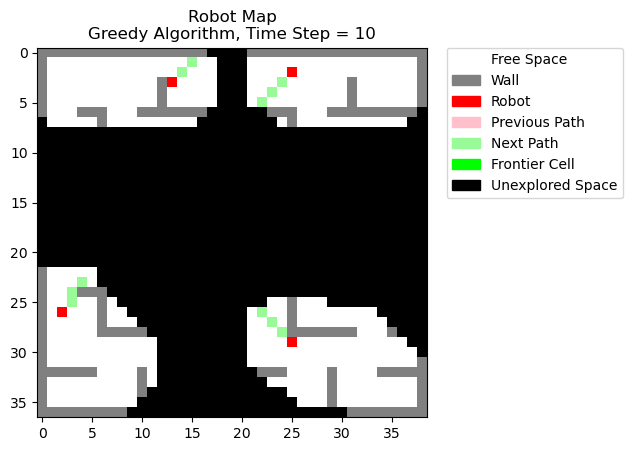 Robot Map
Greedy Algorithm, Time Step = 10
Free Space
Wall
Robot
Previous Path
Next Path
Frontier Cell
Unexplored Space
0
5
10
15
20
25
30
35
0 5 10 15 20 25 30 35